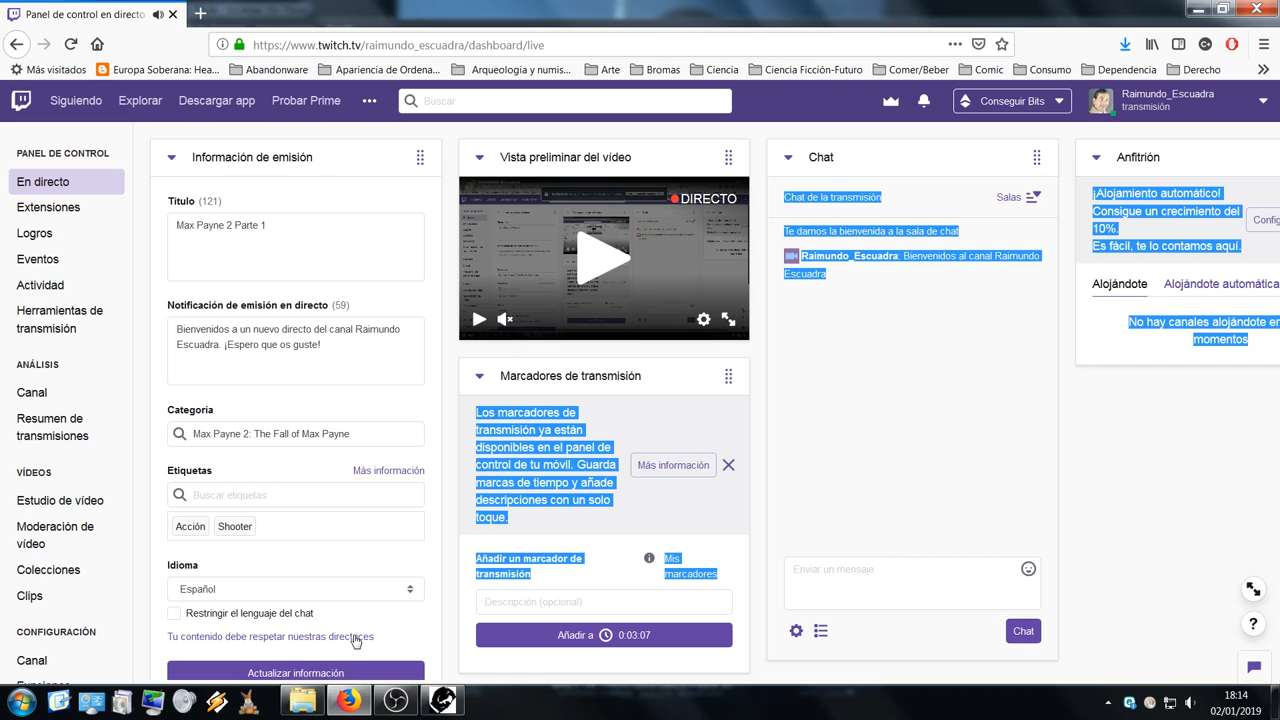 Panel de control en directo
https://www.twitch.tv/raimundo_escuadra/dashboard/live
Más visitados
Europa Soberana: Hea...
Abandonware
Apariencia de Ordena...
Arqueología y numis...
Arte
Bromas
Ciencia
Ciencia Ficción-Futuro
Comer/Beber
Comic
Consumo
Dependencia
Derecho
Siguiendo
Explorar
Descargar app
Probar Prime
Buscar
Conseguir Bits
Raimundo_Escuadra
transmisión
PANEL DE CONTROL
En directo
Extensiones
Logros
Eventos
Actividad
Herramientas de
transmisión
ANÁLISIS
Canal
Resumen de
transmisiones
VÍDEOS
Estudio de vídeo
Moderación de
vídeo
Colecciones
Clips
CONFIGURACIÓN
Canal
Información de emisión
Título (121)
Max Payne 2 Parte 1
Notificación de emisión en directo (59)
Bienvenidos a un nuevo directo del canal Raimundo
Escuadra. ¡Espero que os guste!
Categoría
Max Payne 2: The Fall of Max Payne
Etiquetas
Más información
Buscar etiquetas
Acción
Shooter
Idioma
Español
Restringir el lenguaje del chat
Tu contenido debe respetar nuestras directrices
Actualizar información
Vista preliminar del vídeo
DIRECTO
Marcadores de transmisión
Los marcadores de
transmisión ya están
disponibles en el panel de
control de tu móvil. Guarda
marcas de tiempo y añade
descripciones con un solo
toque.
Más información
Añadir un marcador de
transmisión
Mis
marcadores
Descripción (opcional)
Añadir a 0:03:07
Chat
Chat de la transmisión
Salas
Te damos la bienvenida a la sala de chat
Raimundo_Escuadra: Bienvenidos al canal Raimundo
Escuadra
Enviar un mensaje
Chat
Anfitrión
¡Alojamiento automático!
Consigue un crecimiento del
10%.
Es fácil, te lo contamos aquí.
Config
Alojándote
Alojándote automática
No hay canales alojándote en
momentos
18:14
02/01/2019